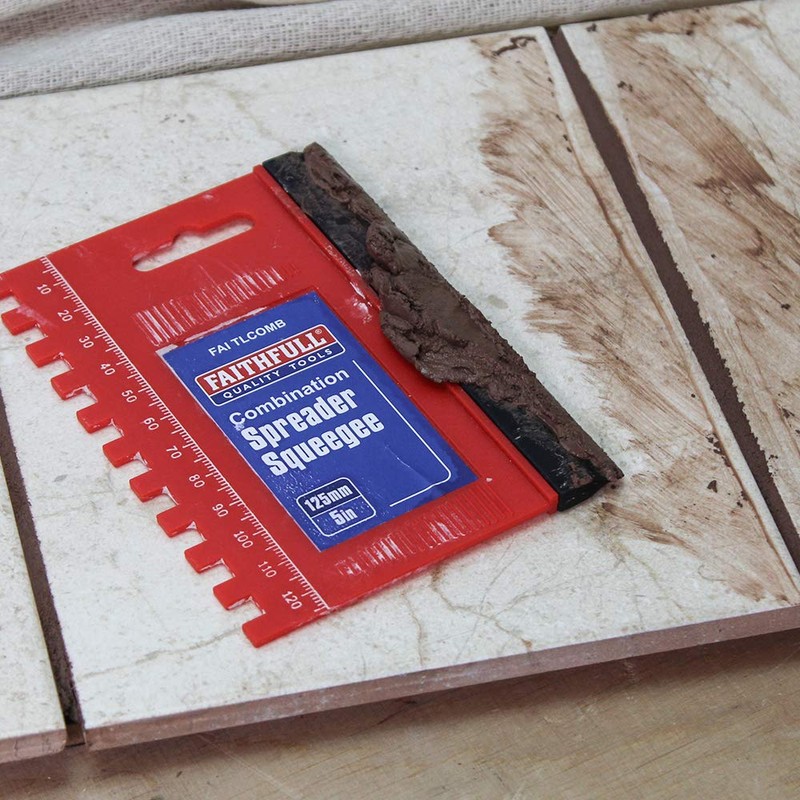 FAI TLCOMB
FAITHFULL®
QUALITY TOOLS
Combination
Spreader
Squeegee
125mm
5in
10
20
30
40
50
60
70
80
90
100
110
120